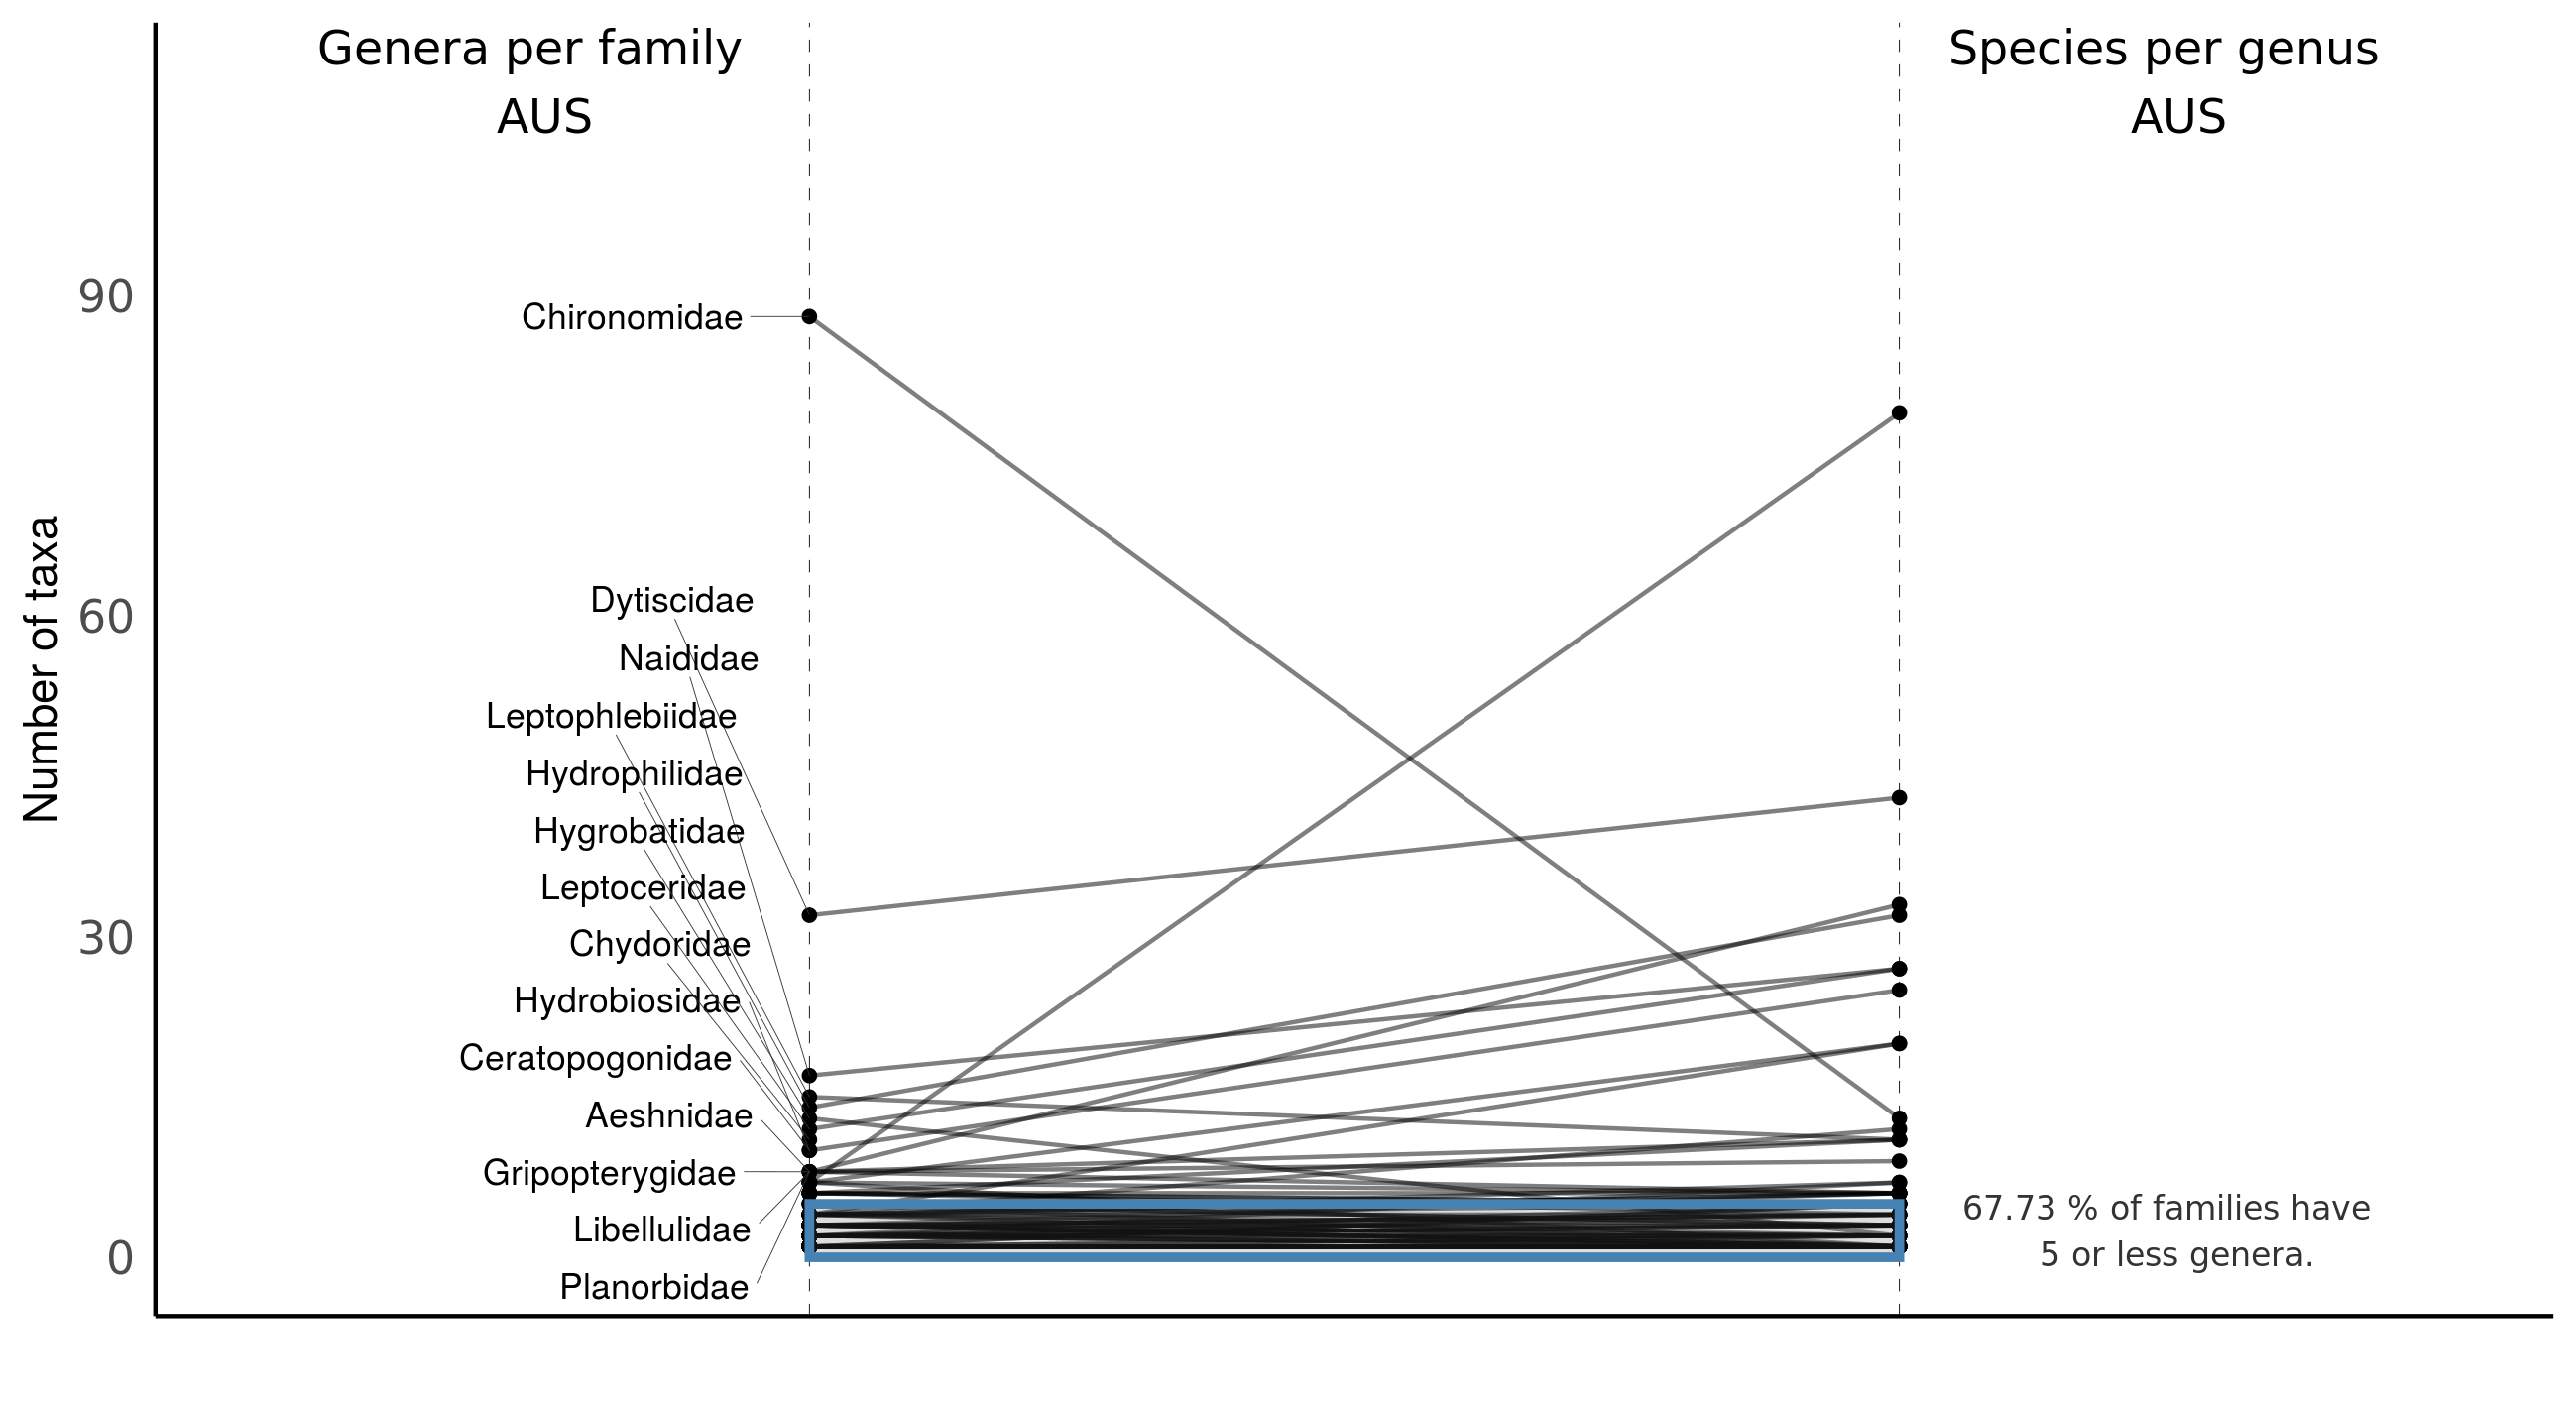 Genera per family
AUS
Species per genus
AUS
Number of taxa
90
60
30
0
Chironomidae
Dytiscidae
Naididae
Leptophlebiidae
Hydrophilidae
Hygrobatidae
Leptoceridae
Chydoridae
Hydrobiosidae
Ceratopogonidae
Aeshnidae
Gripopterygidae
Libellulidae
Planorbidae
67.73 % of families have
5 or less genera.